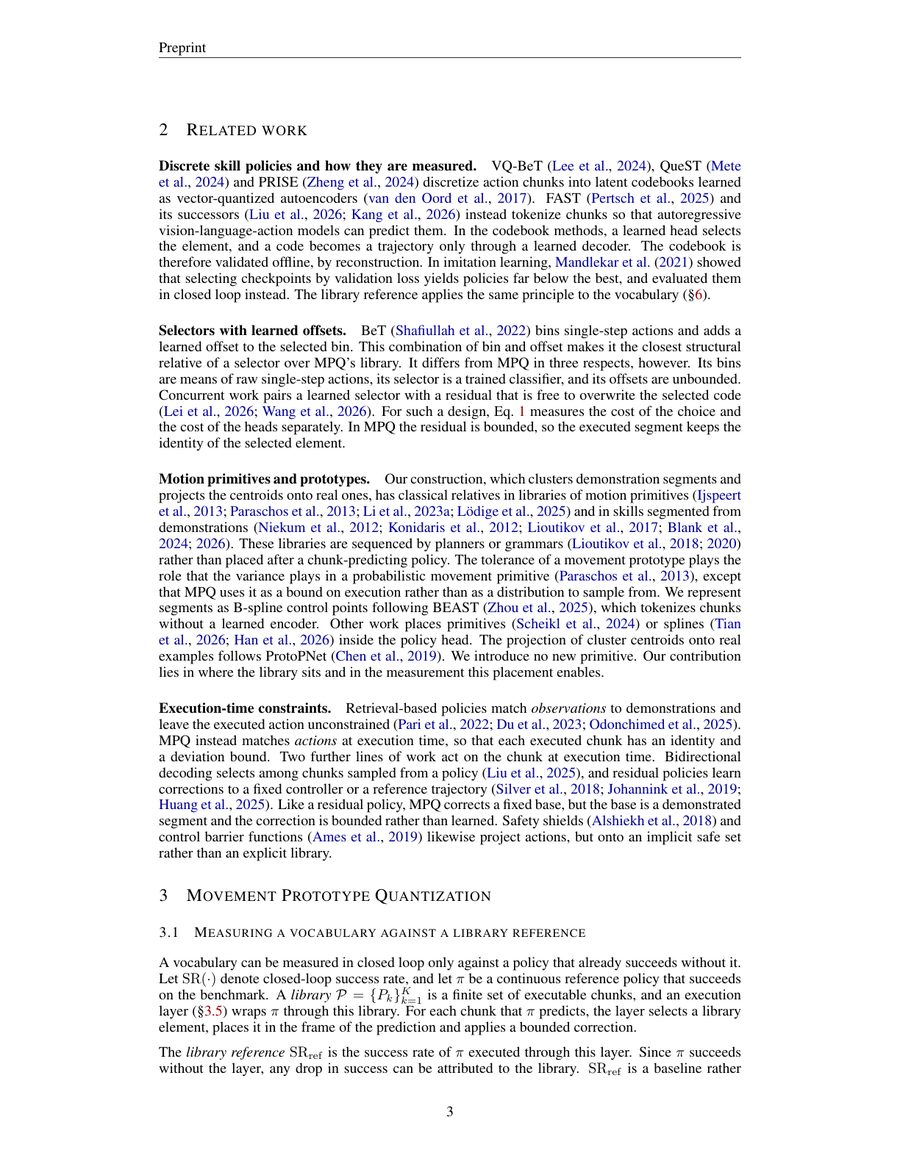 Preprint
2 RELATED WORK
Discrete skill policies and how they are measured. VQ-BeT (Lee et al., 2024), QueST (Mete
et al., 2024) and PRISE (Zheng et al., 2024) discretize action chunks into latent codebooks learned
as vector-quantized autoencoders (van den Oord et al., 2017). FAST (Pertsch et al., 2025) and
its successors (Liu et al., 2026; Kang et al., 2026) instead tokenize chunks so that autoregressive
vision-language-action models can predict them. In the codebook methods, a learned head selects
the element, and a code becomes a trajectory only through a learned decoder. The codebook is
therefore validated offline, by reconstruction. In imitation learning, Mandlekar et al. (2021) showed
that selecting checkpoints by validation loss yields policies far below the best, and evaluated them
in closed loop instead. The library reference applies the same principle to the vocabulary (§6).
Selectors with learned offsets. BeT (Shafiullah et al., 2022) bins single-step actions and adds a
learned offset to the selected bin. This combination of bin and offset makes it the closest structural
relative of a selector over MPQ's library. It differs from MPQ in three respects, however. Its bins
are means of raw single-step actions, its selector is a trained classifier, and its offsets are unbounded.
Concurrent work pairs a learned selector with a residual that is free to overwrite the selected code
(Lei et al., 2026; Wang et al., 2026). For such a design, Eq. 1 measures the cost of the choice and
the cost of the heads separately. In MPQ the residual is bounded, so the executed segment keeps the
identity of the selected element.
Motion primitives and prototypes. Our construction, which clusters demonstration segments and
projects the centroids onto real ones, has classical relatives in libraries of motion primitives (Ijspeert
et al., 2013; Paraschos et al., 2013; Li et al., 2023a; Lödige et al., 2025) and in skills segmented from
demonstrations (Niekum et al., 2012; Konidaris et al., 2012; Lioutikov et al., 2017; Blank et al.,
2024; 2026). These libraries are sequenced by planners or grammars (Lioutikov et al., 2018; 2020)
rather than placed after a chunk-predicting policy. The tolerance of a movement prototype plays the
role that the variance plays in a probabilistic movement primitive (Paraschos et al., 2013), except
that MPQ uses it as a bound on execution rather than as a distribution to sample from. We represent
segments as B-spline control points following BEAST (Zhou et al., 2025), which tokenizes chunks
without a learned encoder. Other work places primitives (Scheikl et al., 2024) or splines (Tian
et al., 2026; Han et al., 2026) inside the policy head. The projection of cluster centroids onto real
examples follows ProtoPNet (Chen et al., 2019). We introduce no new primitive. Our contribution
lies in where the library sits and in the measurement this placement enables.
Execution-time constraints. Retrieval-based policies match observations to demonstrations and
leave the executed action unconstrained (Pari et al., 2022; Du et al., 2023; Odonchimed et al., 2025).
MPQ instead matches actions at execution time, so that each executed chunk has an identity and
a deviation bound. Two further lines of work act on the chunk at execution time. Bidirectional
decoding selects among chunks sampled from a policy (Liu et al., 2025), and residual policies learn
corrections to a fixed controller or a reference trajectory (Silver et al., 2018; Johannink et al., 2019;
Huang et al., 2025). Like a residual policy, MPQ corrects a fixed base, but the base is a demonstrated
segment and the correction is bounded rather than learned. Safety shields (Alshiekh et al., 2018) and
control barrier functions (Ames et al., 2019) likewise project actions, but onto an implicit safe set
rather than an explicit library.
3 MOVEMENT PROTOTYPE QUANTIZATION
3.1 MEASURING A VOCABULARY AGAINST A LIBRARY REFERENCE
A vocabulary can be measured in closed loop only against a policy that already succeeds without it.
Let SR(·) denote closed-loop success rate, and let π be a continuous reference policy that succeeds
on the benchmark. A library 𝒫 = {P_k}_{k=1}^K is a finite set of executable chunks, and an execution
layer (§3.5) wraps π through this library. For each chunk that π predicts, the layer selects a library
element, places it in the frame of the prediction and applies a bounded correction.
The library reference SR_ref is the success rate of π executed through this layer. Since π succeeds
without the layer, any drop in success can be attributed to the library. SR_ref is a baseline rather
3